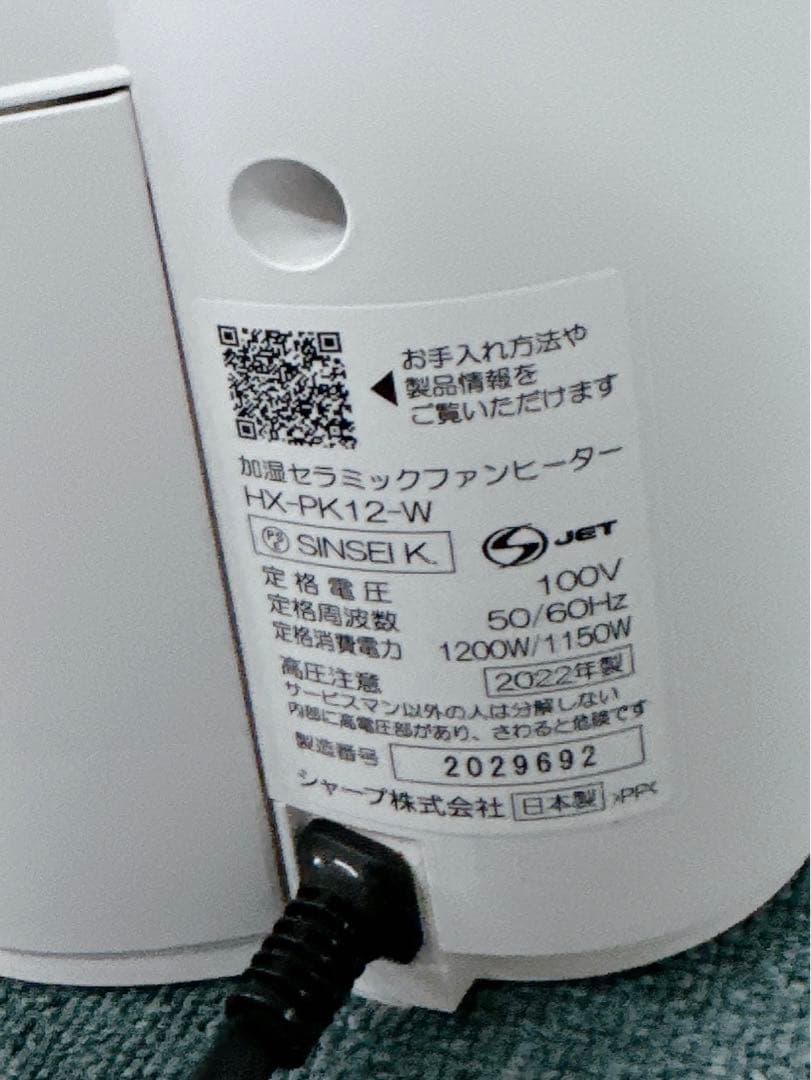 お手入れ方法や
製品情報を
ご覧いただけます
加湿セラミックファンヒーター
HX-PK12-W
PS E SINSEI K. S JET
定格電圧 100V
定格周波数 50/60Hz
定格消費電力 1200W/1150W
高圧注意 2022年製
サービスマン以外の人は分解しない
内部に高電圧部があり、さわると危険です
製造番号 2029692
シャープ株式会社 日本製 >PP<